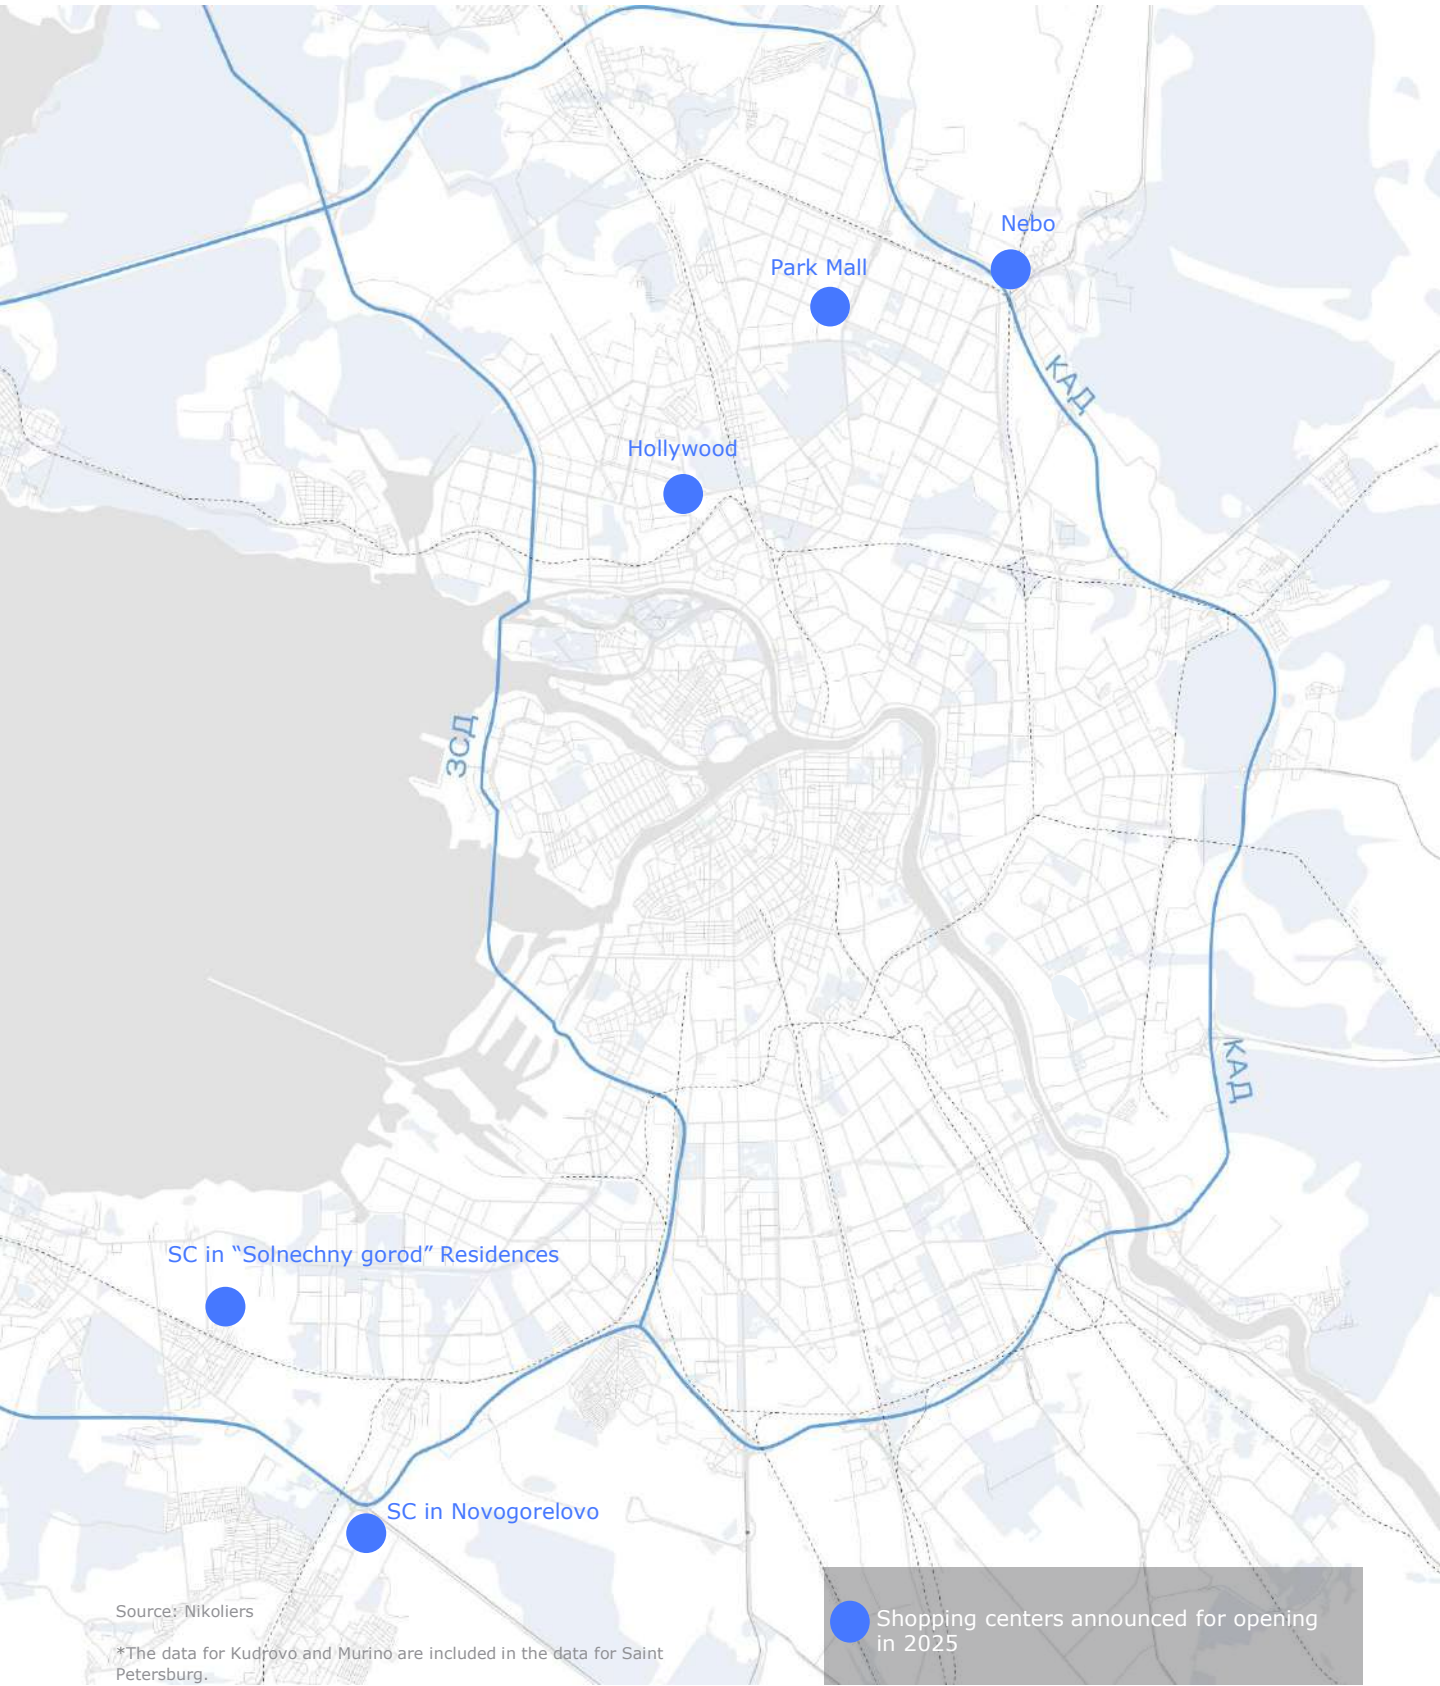 Nebo
Park Mall
КАД
Hollywood
ЗСД
КАД
SC in “Solnechny gorod” Residences
SC in Novogorelovo
Source: Nikoliers
*The data for Kudrovo and Murino are included in the data for Saint
Petersburg.
Shopping centers announced for opening
in 2025